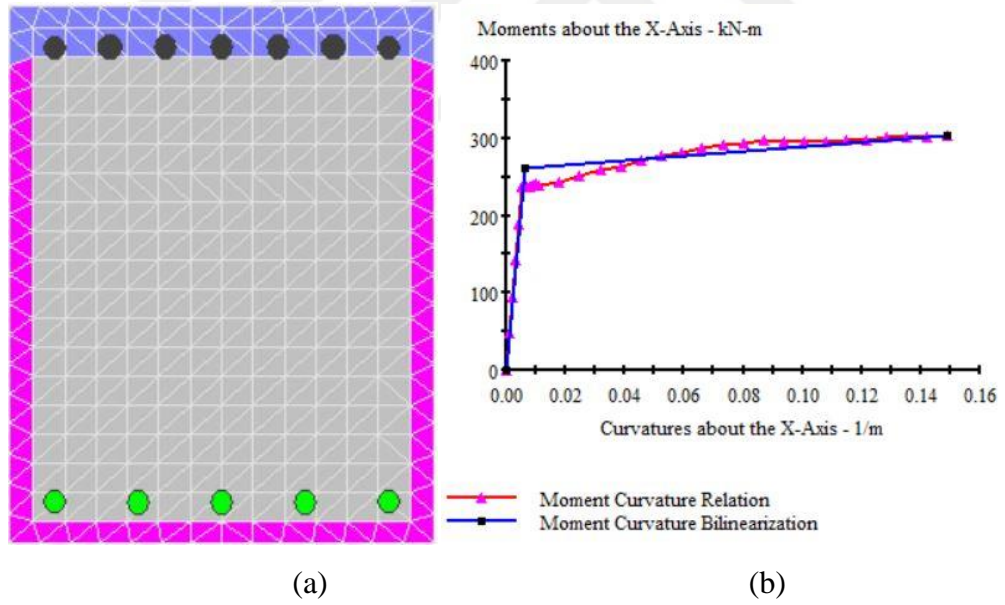 Moments about the X-Axis - kN-m
400
300
200
100
0
0.00 0.02 0.04 0.06 0.08 0.10 0.12 0.14 0.16
Curvatures about the X-Axis - 1/m
Moment Curvature Relation
Moment Curvature Bilinearization
(a) (b)